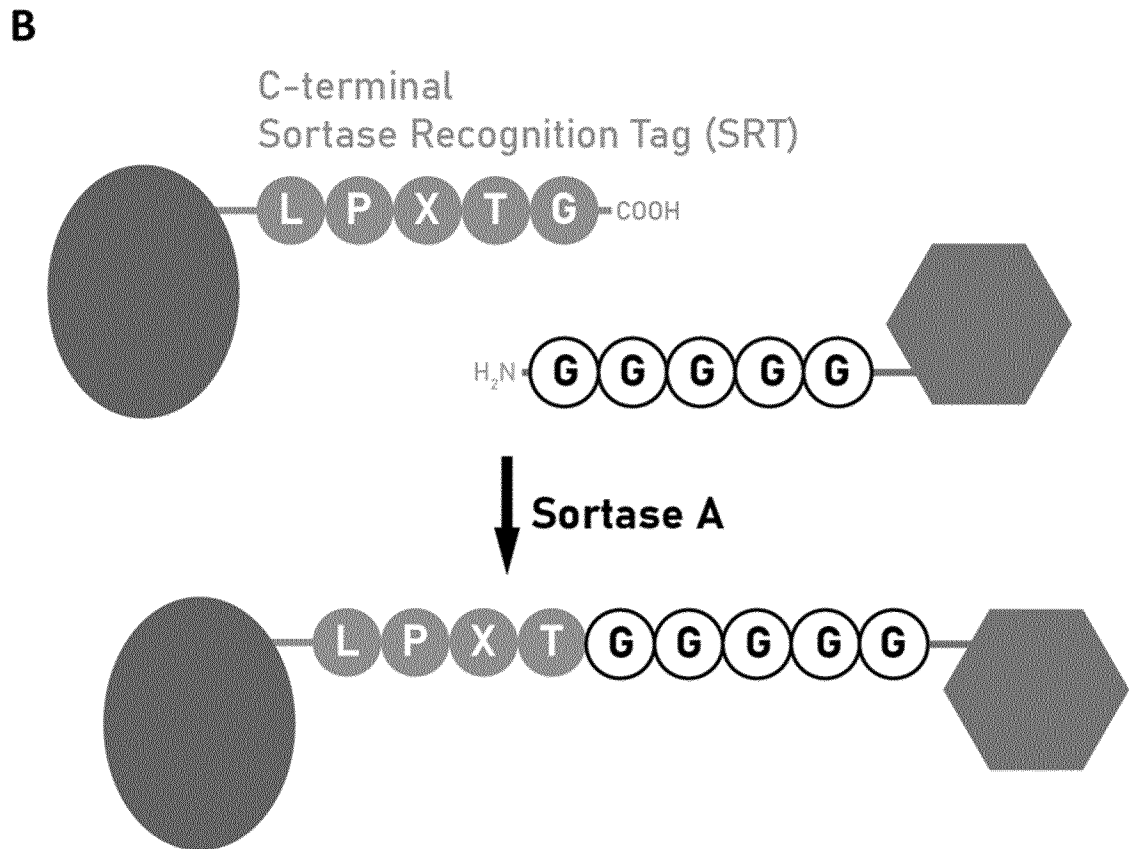 B
C-terminal
Sortase Recognition Tag (SRT)
L P X T G COOH
H₂N G G G G G
Sortase A
L P X T G G G G G